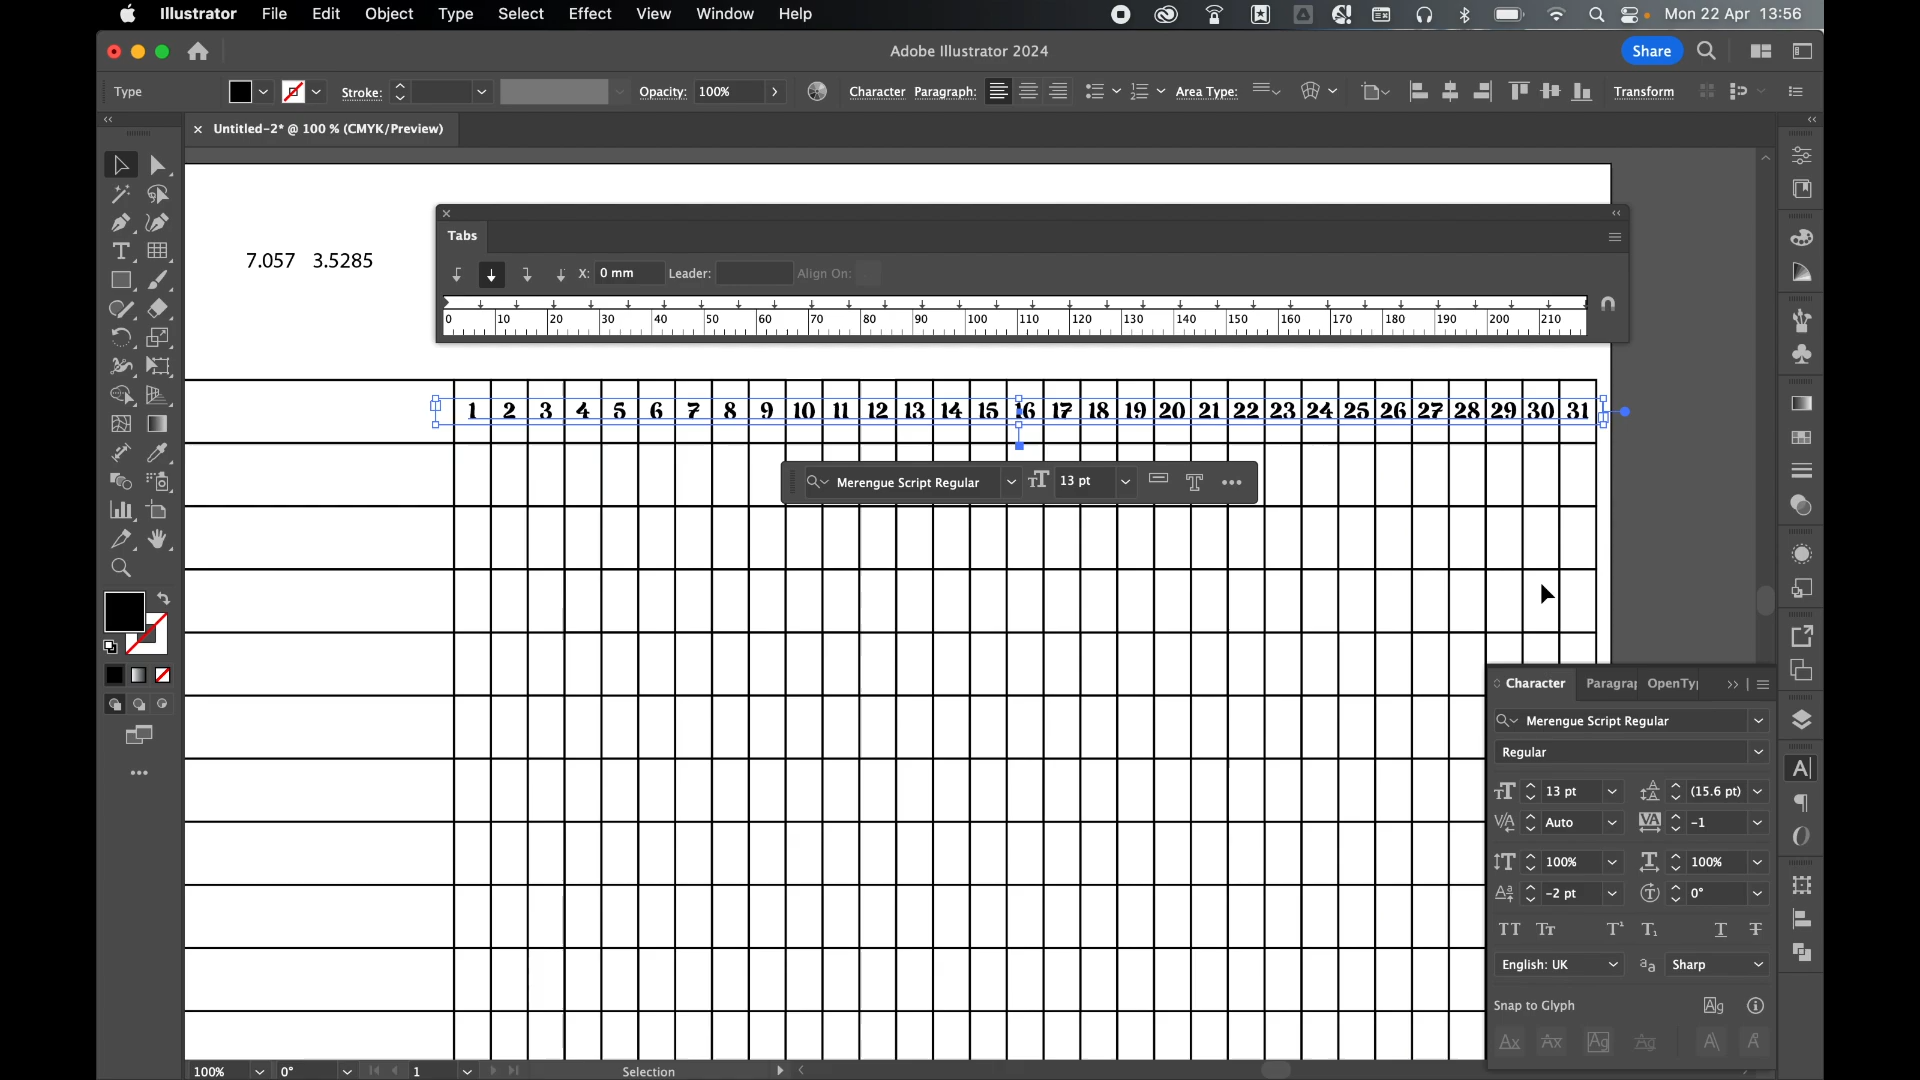 Illustrator File Edit Object Type Select Effect View Window Help Mon 22 Apr 13:56
Adobe Illustrator 2024 Share
Type Stroke: Opacity: 100% Character Paragraph: Area Type: Transform
Untitled-2* @ 100 % (CMYK/Preview)
7.057 3.5285
Tabs
X: 0 mm Leader: Align On:
0 10 20 30 40 50 60 70 80 90 100 110 120 130 140 150 160 170 180 190 200 210
1 2 3 4 5 6 7 8 9 10 11 12 13 14 15 16 17 18 19 20 21 22 23 24 25 26 27 28 29 30 31
Merengue Script Regular 13 pt
Character Paragrap OpenTyp
Merengue Script Regular
Regular
13 pt (15.6 pt)
Auto -1
100% 100%
-2 pt 0°
English: UK Sharp
Snap to Glyph
100% 0° 1 Selection